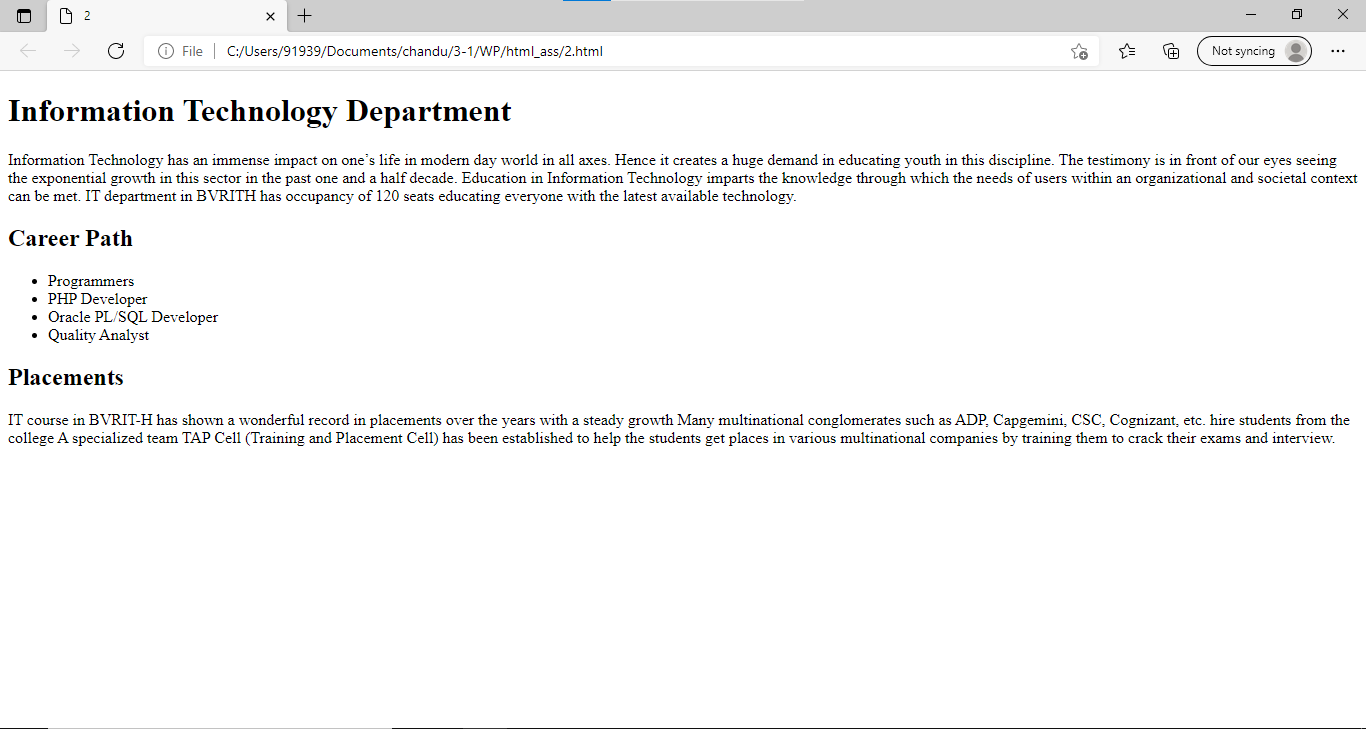 2
File
C:/Users/91939/Documents/chandu/3-1/WP/html_ass/2.html
Not syncing
Information Technology Department
Information Technology has an immense impact on one’s life in modern day world in all axes. Hence it creates a huge demand in educating youth in this discipline. The testimony is in front of our eyes seeing
the exponential growth in this sector in the past one and a half decade. Education in Information Technology imparts the knowledge through which the needs of users within an organizational and societal context
can be met. IT department in BVRITH has occupancy of 120 seats educating everyone with the latest available technology.
Career Path
• Programmers
• PHP Developer
• Oracle PL/SQL Developer
• Quality Analyst
Placements
IT course in BVRIT-H has shown a wonderful record in placements over the years with a steady growth Many multinational conglomerates such as ADP, Capgemini, CSC, Cognizant, etc. hire students from the
college A specialized team TAP Cell (Training and Placement Cell) has been established to help the students get places in various multinational companies by training them to crack their exams and interview.